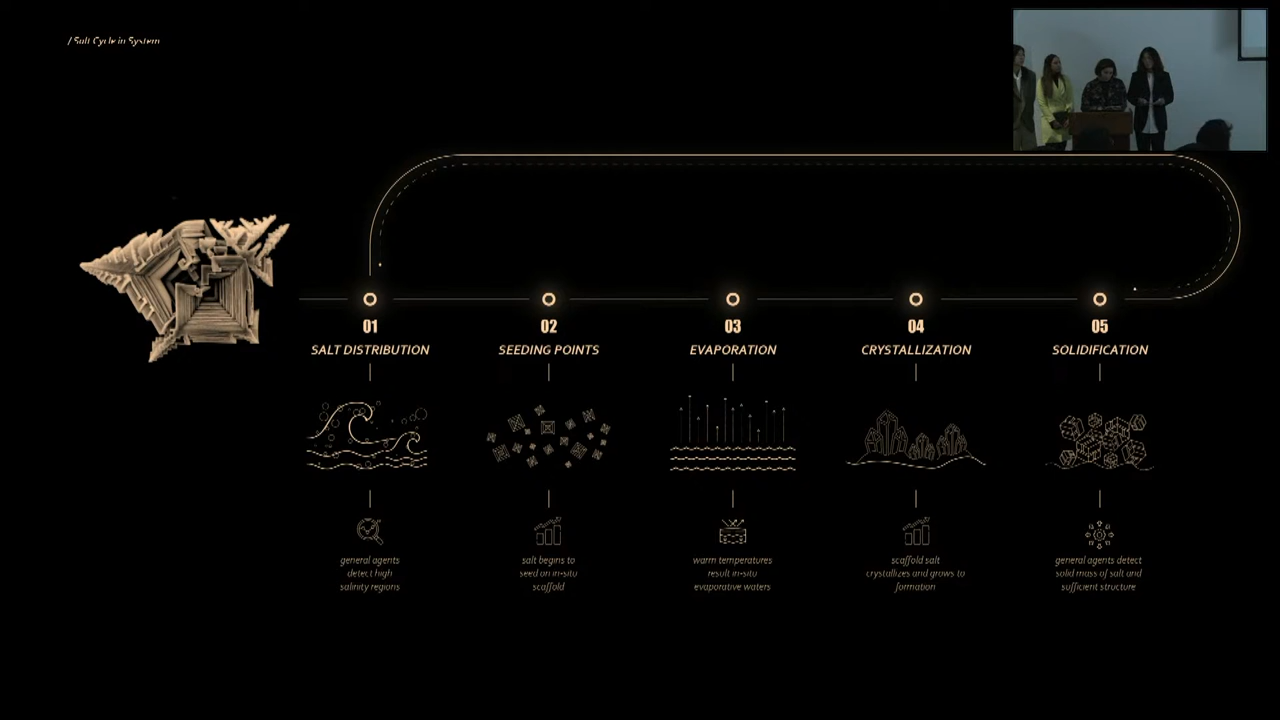 / Salt Cycle in System
01
SALT DISTRIBUTION
general agents
detect high
salinity regions
02
SEEDING POINTS
salt begins to
seed on in-situ
scaffold
03
EVAPORATION
warm temperatures
result in-situ
evaporative waters
04
CRYSTALLIZATION
scaffold salt
crystallizes and grows to
formation
05
SOLIDIFICATION
general agents detect
solid mass of salt and
sufficient structure